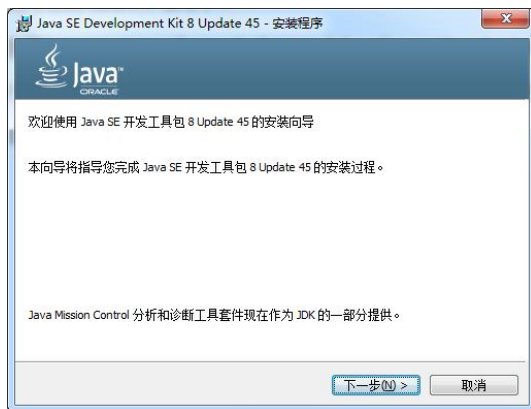 Java SE Development Kit 8 Update 45 - 安装程序
Java™
ORACLE
欢迎使用 Java SE 开发工具包 8 Update 45 的安装向导
本向导将指导您完成 Java SE 开发工具包 8 Update 45 的安装过程。
Java Mission Control 分析和诊断工具套件现在作为 JDK 的一部分提供。
下一步(N) >
取消